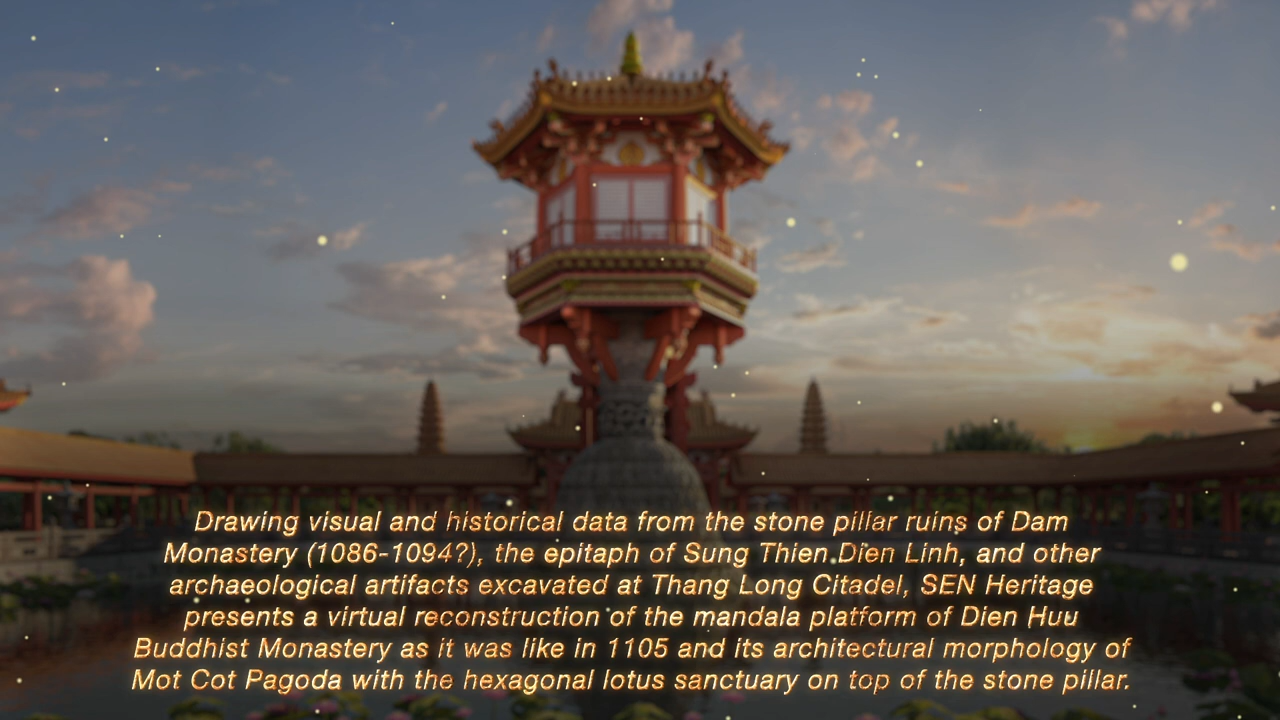 Drawing visual and historical data from the stone pillar ruins of Dam
Monastery (1086-1094?), the epitaph of Sung Thien Dien Linh, and other
archaeological artifacts excavated at Thang Long Citadel, SEN Heritage
presents a virtual reconstruction of the mandala platform of Dien Huu
Buddhist Monastery as it was like in 1105 and its architectural morphology of
Mot Cot Pagoda with the hexagonal lotus sanctuary on top of the stone pillar.